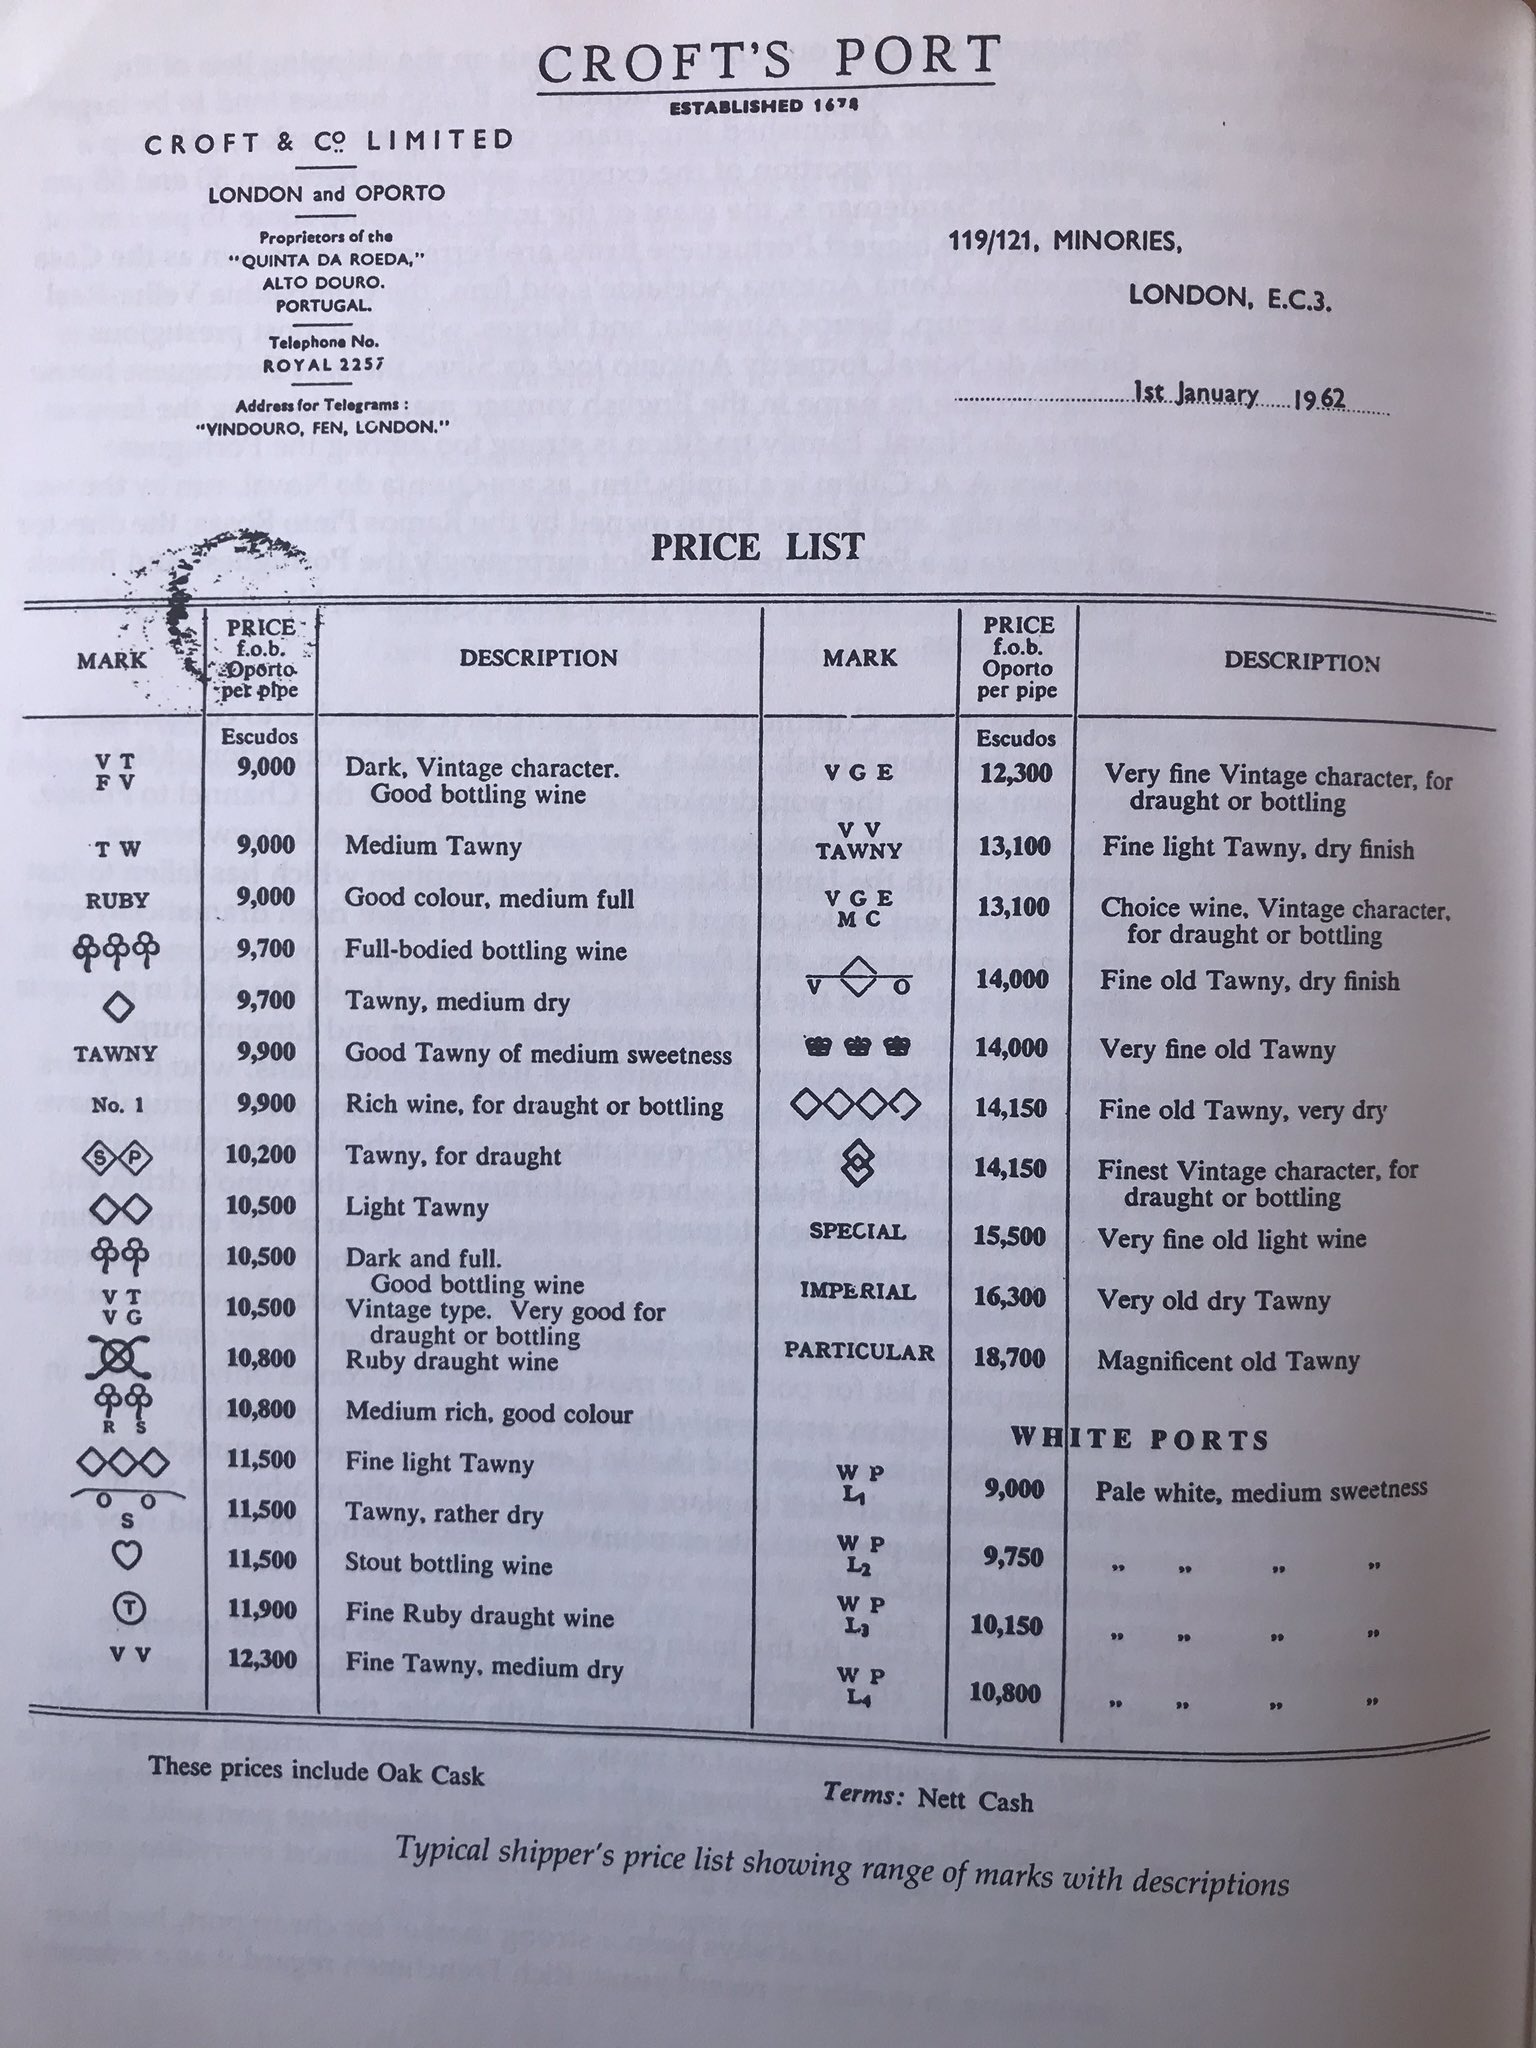 CROFT'S PORT
ESTABLISHED 1678
CROFT & Cº LIMITED
LONDON and OPORTO
Proprietors of the
"QUINTA DA ROEDA,"
ALTO DOURO.
PORTUGAL.
Telephone No.
ROYAL 2257
Address for Telegrams :
"VINDOURO, FEN, LONDON."
119/121, MINORIES,
LONDON, E.C.3.
1st January 1962
PRICE LIST
MARK
PRICE
f.o.b.
Oporto
per pipe
DESCRIPTION
Escudos
V T
F V
9,000 Dark, Vintage character.
Good bottling wine
T W 9,000 Medium Tawny
RUBY 9,000 Good colour, medium full
9,700 Full-bodied bottling wine
9,700 Tawny, medium dry
TAWNY 9,900 Good Tawny of medium sweetness
No. 1 9,900 Rich wine, for draught or bottling
S P 10,200 Tawny, for draught
10,500 Light Tawny
10,500 Dark and full.
Good bottling wine
V T
V G
10,500 Vintage type. Very good for
draught or bottling
10,800 Ruby draught wine
R S 10,800 Medium rich, good colour
11,500 Fine light Tawny
O O
S
11,500 Tawny, rather dry
11,500 Stout bottling wine
T 11,900 Fine Ruby draught wine
V V 12,300 Fine Tawny, medium dry
MARK
PRICE
f.o.b.
Oporto
per pipe
DESCRIPTION
Escudos
V G E 12,300 Very fine Vintage character, for
draught or bottling
V V
TAWNY 13,100 Fine light Tawny, dry finish
V G E
M C
13,100 Choice wine, Vintage character,
for draught or bottling
V O 14,000 Fine old Tawny, dry finish
14,000 Very fine old Tawny
14,150 Fine old Tawny, very dry
14,150 Finest Vintage character, for
draught or bottling
SPECIAL 15,500 Very fine old light wine
IMPERIAL 16,300 Very old dry Tawny
PARTICULAR 18,700 Magnificent old Tawny
WHITE PORTS
W P
L1
9,000 Pale white, medium sweetness
W P
L2
9,750 ,, ,, ,, ,,
W P
L3
10,150 ,, ,, ,, ,,
W P
L4
10,800 ,, ,, ,, ,,
These prices include Oak Cask
Terms: Nett Cash
Typical shipper's price list showing range of marks with descriptions